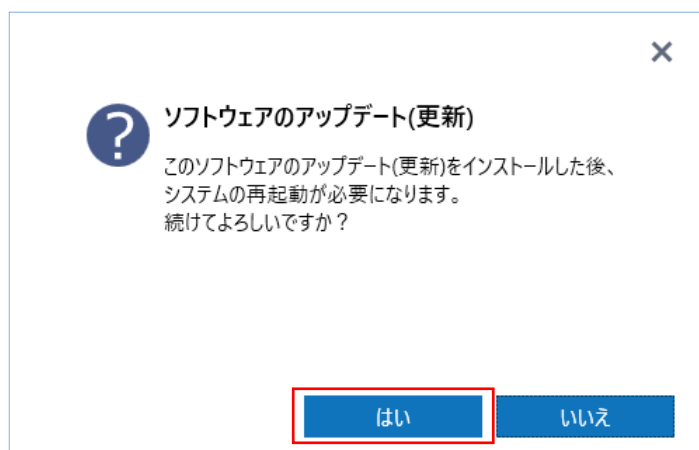 ソフトウェアのアップデート(更新)
このソフトウェアのアップデート(更新)をインストールした後、
システムの再起動が必要になります。
続けてよろしいですか？
はい
いいえ